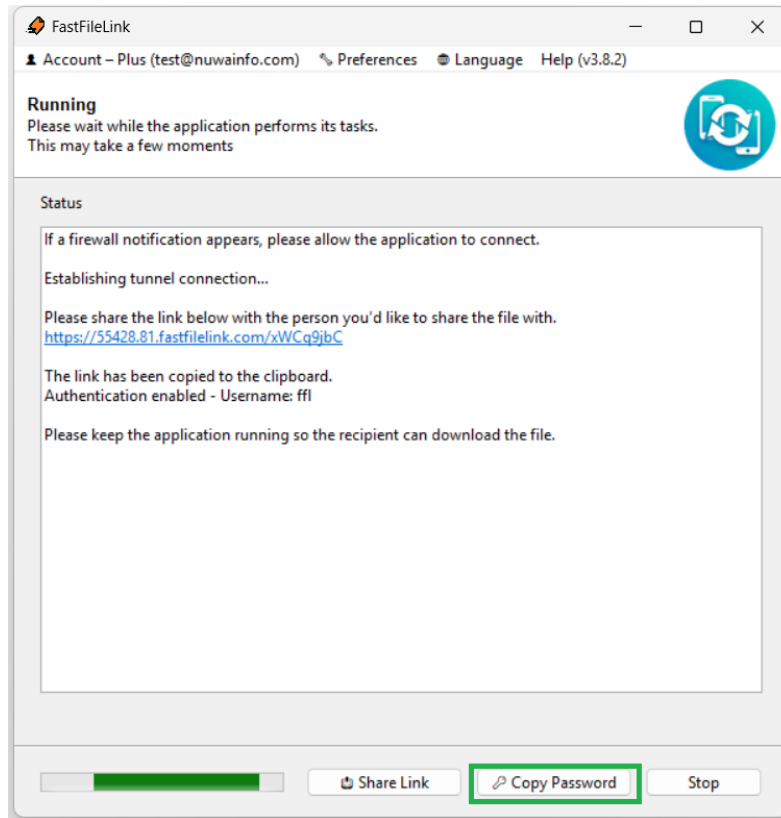 FastFileLink
Account – Plus (test@nuwainfo.com) Preferences Language Help (v3.8.2)
Running
Please wait while the application performs its tasks.
This may take a few moments
Status
If a firewall notification appears, please allow the application to connect.
Establishing tunnel connection...
Please share the link below with the person you'd like to share the file with.
https://55428.81.fastfilelink.com/xWCq9jbC
The link has been copied to the clipboard.
Authentication enabled - Username: ffl
Please keep the application running so the recipient can download the file.
Share Link Copy Password Stop